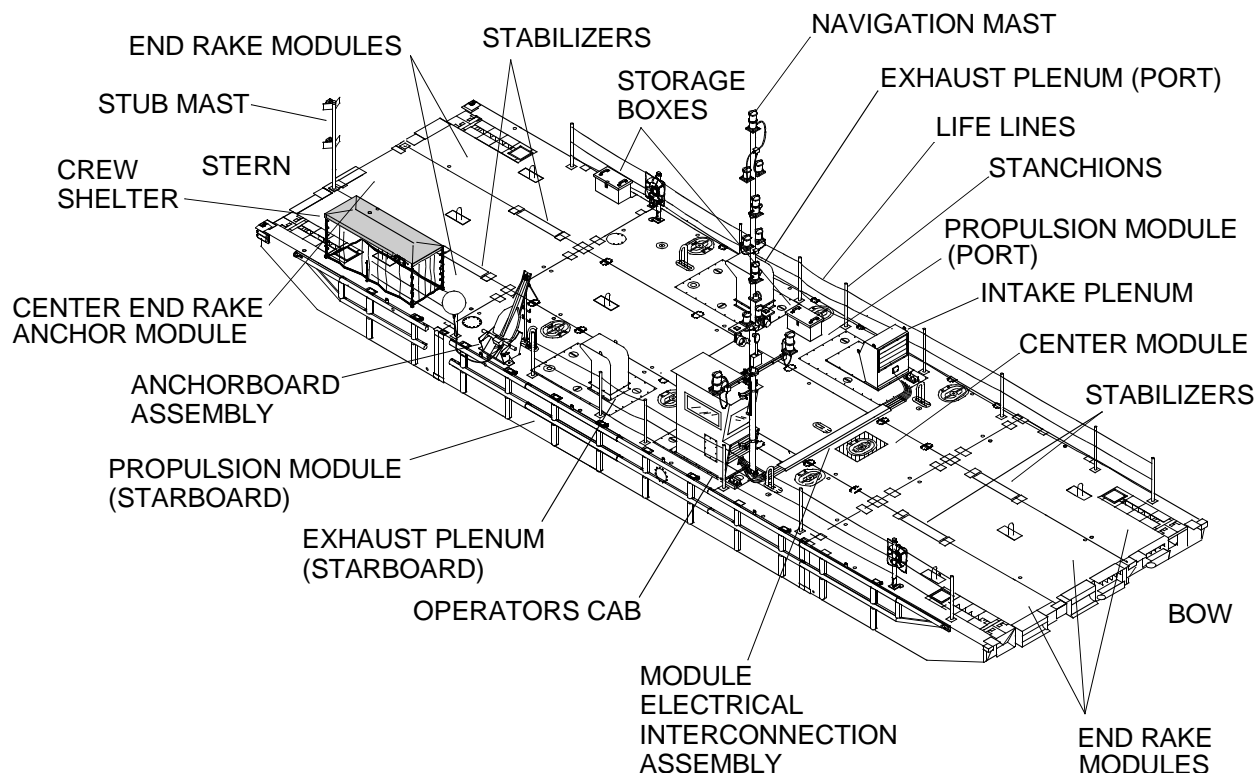 NAVIGATION MAST
END RAKE MODULES
STABILIZERS
STORAGE
BOXES
EXHAUST PLENUM (PORT)
STUB MAST
LIFE LINES
CREW
SHELTER
STERN
STANCHIONS
PROPULSION MODULE
(PORT)
INTAKE PLENUM
CENTER END RAKE
ANCHOR MODULE
CENTER MODULE
ANCHORBOARD
ASSEMBLY
STABILIZERS
PROPULSION MODULE
(STARBOARD)
EXHAUST PLENUM
(STARBOARD)
OPERATORS CAB
BOW
MODULE
ELECTRICAL
INTERCONNECTION
ASSEMBLY
END RAKE
MODULES